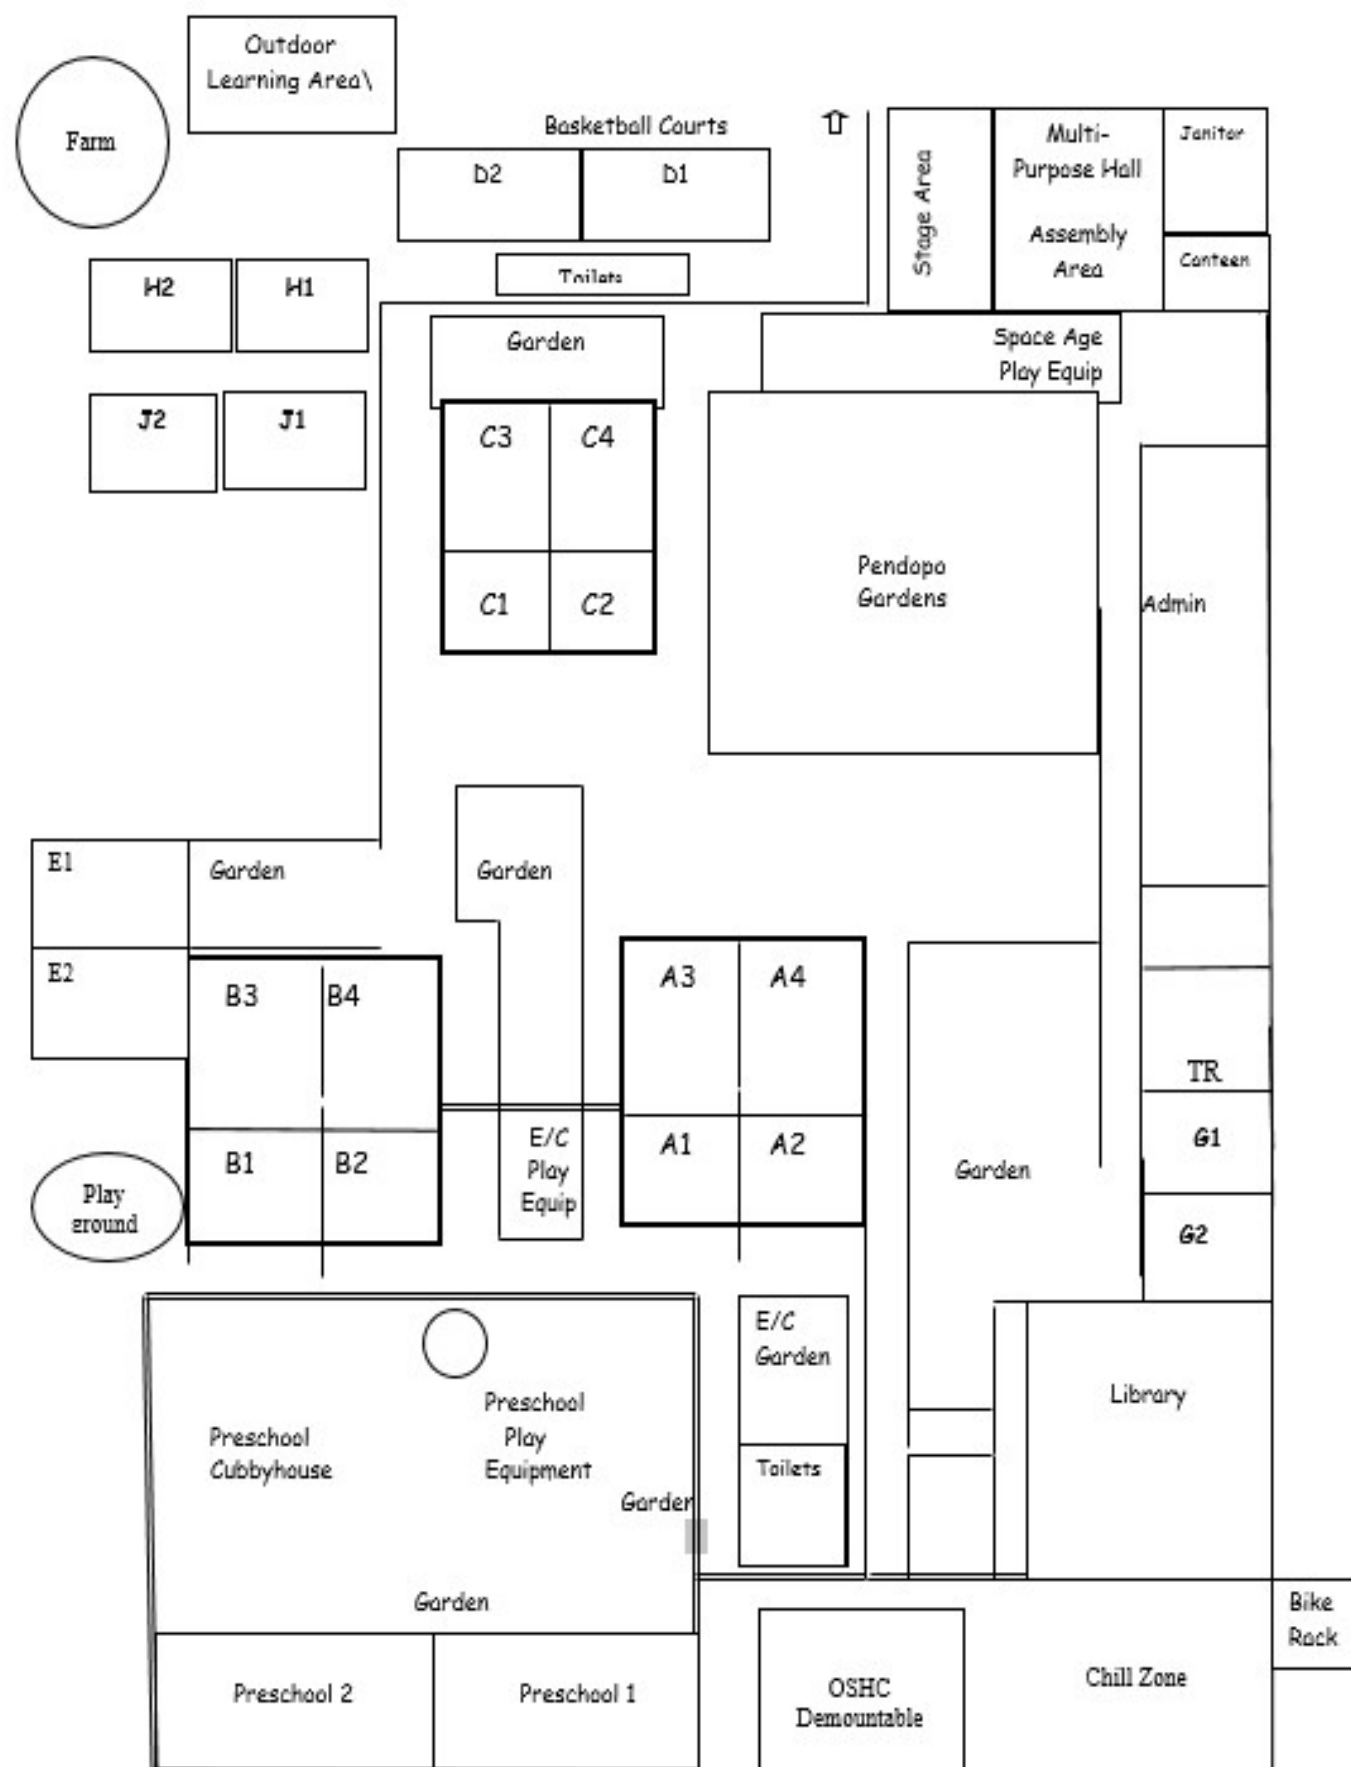 Outdoor
Learning Area\
Farm
Basketball Courts
D2
D1
Stage Area
Multi-
Purpose Hall
Assembly
Area
Janitor
Canteen
Toilets
H2
H1
Garden
Space Age
Play Equip
J2
J1
C3
C4
C1
C2
Pendopo
Gardens
Admin
E1
Garden
Garden
E2
B3
B4
A3
A4
TR
B1
B2
E/C
Play
Equip
A1
A2
G1
Garden
Play
ground
G2
E/C
Garden
Library
Preschool
Cubbyhouse
Preschool
Play
Equipment
Toilets
Garden
Garden
Bike
Rack
Preschool 2
Preschool 1
OSHC
Demountable
Chill Zone